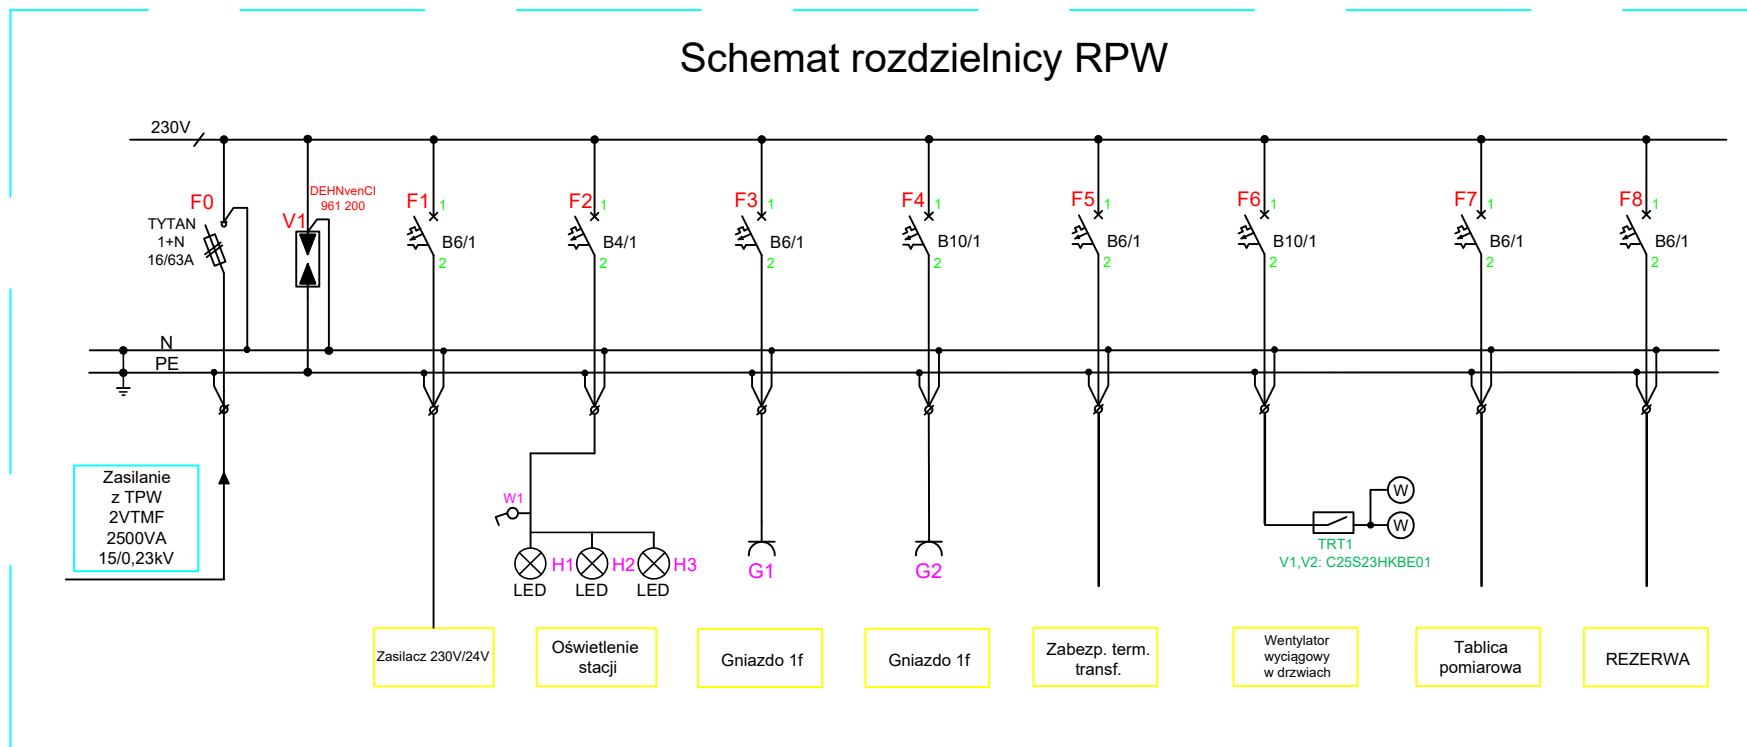 Schemat rozdzielnicy RPW
230V
F0
TYTAN
1+N
16/63A
DEHNvenCI
961 200
V1
F1
1
B6/1
2
F2
1
B4/1
2
F3
1
B6/1
2
F4
1
B10/1
2
F5
1
B6/1
2
F6
1
B10/1
2
F7
1
B6/1
2
F8
1
B6/1
2
N
PE
Zasilanie
z TPW
2VTMF
2500VA
15/0,23kV
W1
H1
H2
H3
LED
LED
LED
G1
G2
W
W
TRT1
V1,V2: C25S23HKBE01
Zasilacz 230V/24V
Oświetlenie
stacji
Gniazdo 1f
Gniazdo 1f
Zabezp. term.
transf.
Wentylator
wyciągowy
w drzwiach
Tablica
pomiarowa
REZERWA